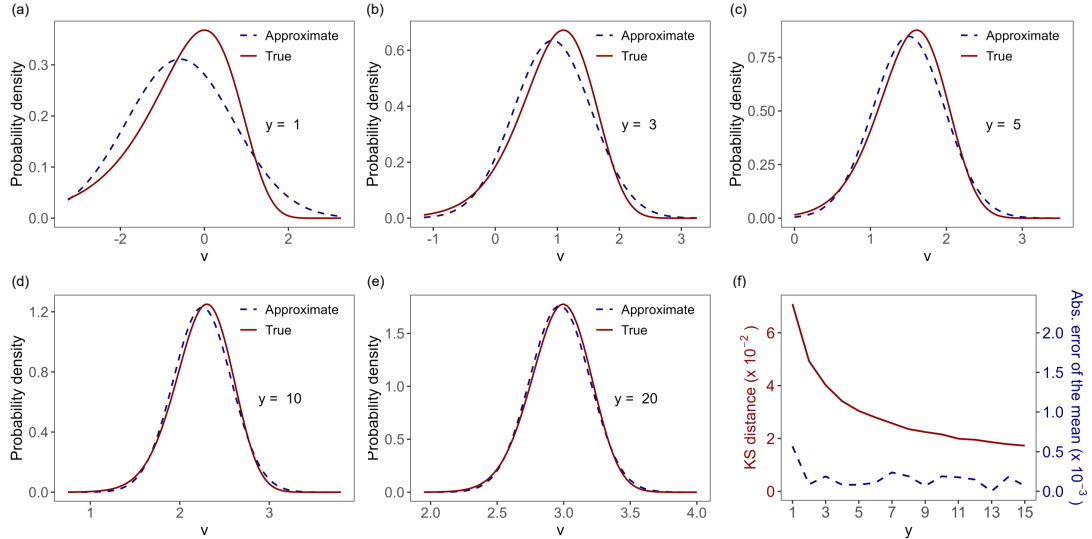 (a)
Probability density
0.3
0.2
0.1
0.0
-2
0
2
v
Approximate
True
y = 1
(b)
Probability density
0.6
0.4
0.2
0.0
-1
0
1
2
3
v
Approximate
True
y = 3
(c)
Probability density
0.75
0.50
0.25
0.00
0
1
2
3
v
Approximate
True
y = 5
(d)
Probability density
1.2
0.8
0.4
0.0
1
2
3
v
Approximate
True
y = 10
(e)
Probability density
1.5
1.0
0.5
0.0
2.0
2.5
3.0
3.5
4.0
v
Approximate
True
y = 20
(f)
KS distance (x 10⁻²)
6
4
2
0
1
3
5
7
9
11
13
15
y
2.0
1.5
1.0
0.5
0.0
Abs. error of the mean (x 10⁻³)